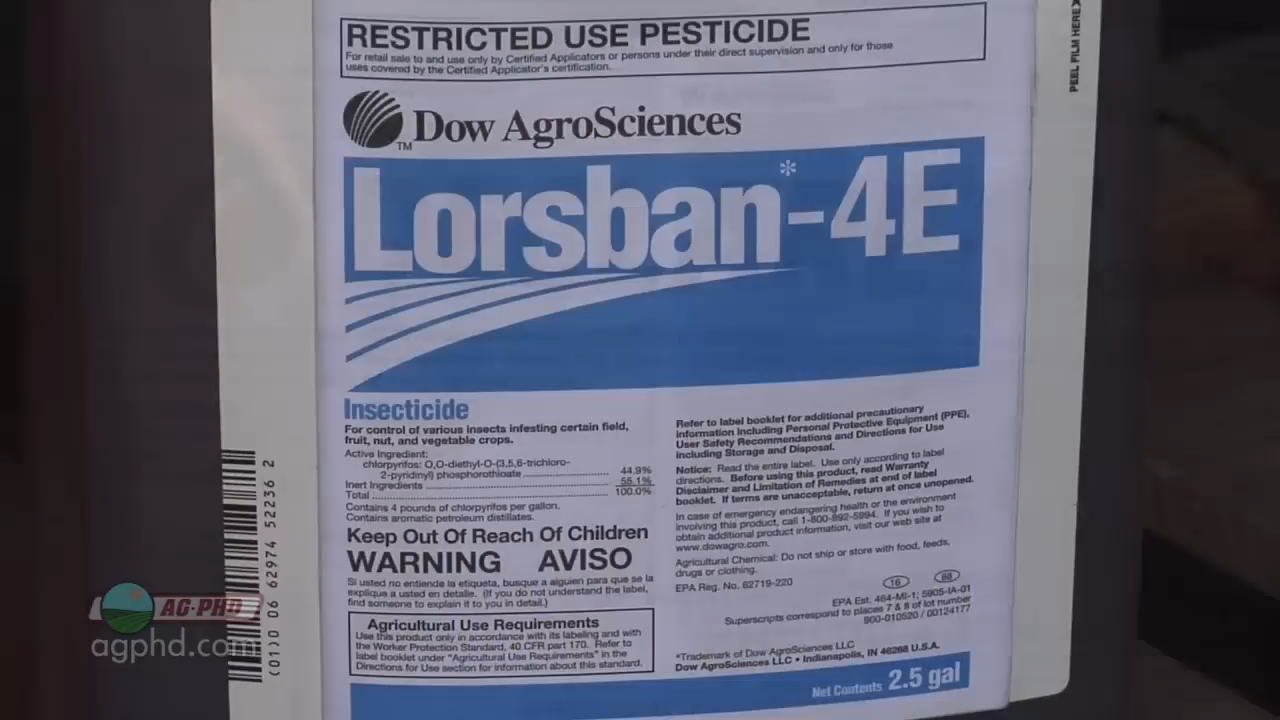 RESTRICTED USE PESTICIDE
For retail sale to and use only by Certified Applicators or persons under their direct supervision and only for those
uses covered by the Certified Applicator's certification.
PEEL FILM HERE
TM Dow AgroSciences
Lorsban*-4E
Insecticide
For control of various insects infesting certain field,
fruit, nut, and vegetable crops.
Active Ingredient:
chlorpyrifos: O,O-diethyl-O-(3,5,6-trichloro-
2-pyridinyl) phosphorothioate 44.9%
Inert Ingredients 55.1%
Total 100.0%
Contains 4 pounds of chlorpyrifos per gallon.
Contains aromatic petroleum distillates.
Keep Out Of Reach Of Children
WARNING AVISO
Si usted no entiende la etiqueta, busque a alguien para que se la
explique a usted en detalle. (If you do not understand the label,
find someone to explain it to you in detail.)
Agricultural Use Requirements
Use this product only in accordance with its labeling and with
the Worker Protection Standard, 40 CFR part 170. Refer to
label booklet under "Agricultural Use Requirements" in the
Directions for Use section for information about this standard.
Refer to label booklet for additional precautionary
information including Personal Protective Equipment (PPE),
User Safety Recommendations and Directions for Use
including Storage and Disposal.
Notice: Read the entire label. Use only according to label
directions. Before using this product, read Warranty
Disclaimer and Limitation of Remedies at end of label
booklet. If terms are unacceptable, return at once unopened.
In case of emergency endangering health or the environment
involving this product, call 1-800-992-5994. If you wish to
obtain additional product information, visit our web site at
www.dowagro.com.
Agricultural Chemical: Do not ship or store with food, feeds,
drugs or clothing.
EPA Reg. No. 62719-220
16 88
EPA Est. 464-MI-1; 5905-IA-01
Superscripts correspond to places 7 & 8 of lot number
900-010520 / 00124177
*Trademark of Dow AgroSciences LLC
Dow AgroSciences LLC • Indianapolis, IN 46268 U.S.A.
Net Contents 2.5 gal
(01)0 06 62974 52236 2
AG-PHD
agphd.com